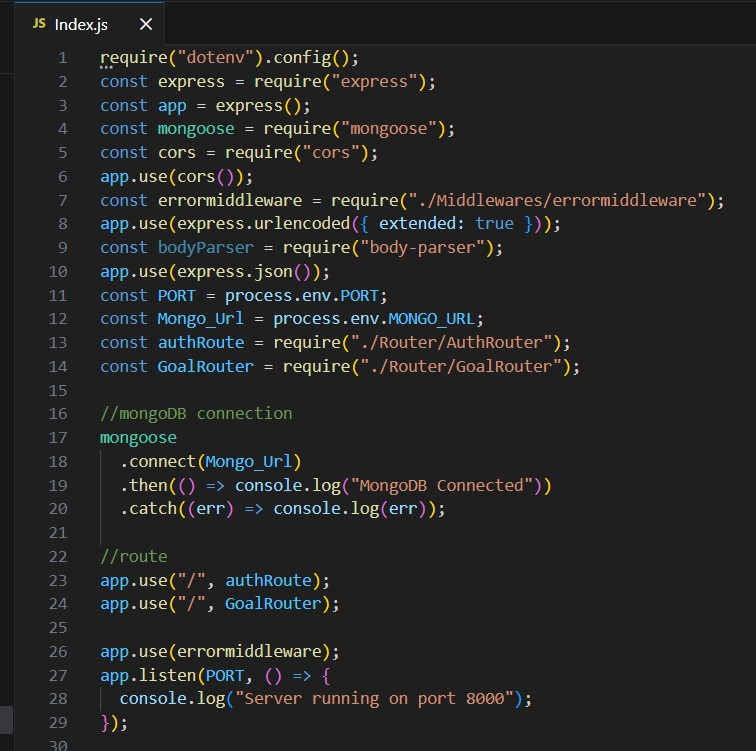 JS Index.js ×
1 require("dotenv").config();
2 const express = require("express");
3 const app = express();
4 const mongoose = require("mongoose");
5 const cors = require("cors");
6 app.use(cors());
7 const errormiddleware = require("./Middlewares/errormiddleware");
8 app.use(express.urlencoded({ extended: true }));
9 const bodyParser = require("body-parser");
10 app.use(express.json());
11 const PORT = process.env.PORT;
12 const Mongo_Url = process.env.MONGO_URL;
13 const authRoute = require("./Router/AuthRouter");
14 const GoalRouter = require("./Router/GoalRouter");
15
16 //mongoDB connection
17 mongoose
18   .connect(Mongo_Url)
19   .then(() => console.log("MongoDB Connected"))
20   .catch((err) => console.log(err));
21
22 //route
23 app.use("/", authRoute);
24 app.use("/", GoalRouter);
25
26 app.use(errormiddleware);
27 app.listen(PORT, () => {
28   console.log("Server running on port 8000");
29 });
30